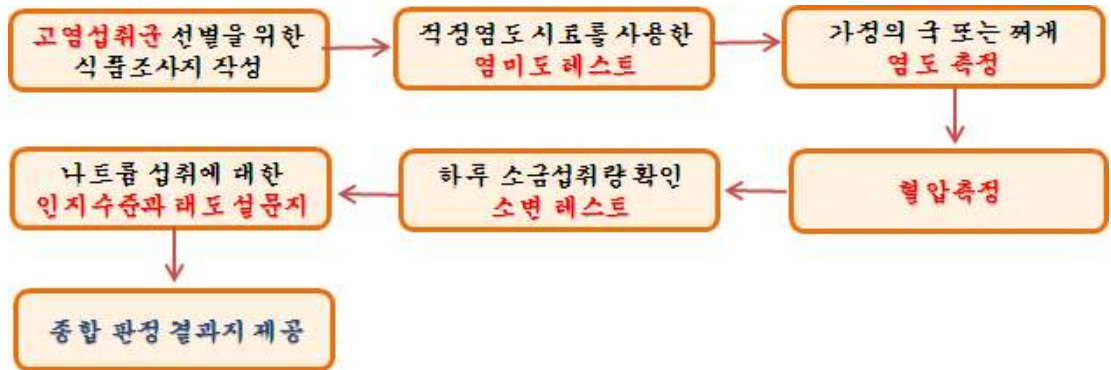 고염섭취군 선별을 위한
식품조사지 작성
적정염도시료를 사용한
염미도 테스트
가정의 국 또는 찌개
염도 측정
혈압측정
하루 소금섭취량 확인
소변 테스트
나트륨 섭취에 대한
인지수준과 태도 설문지
종합 판정 결과지 제공